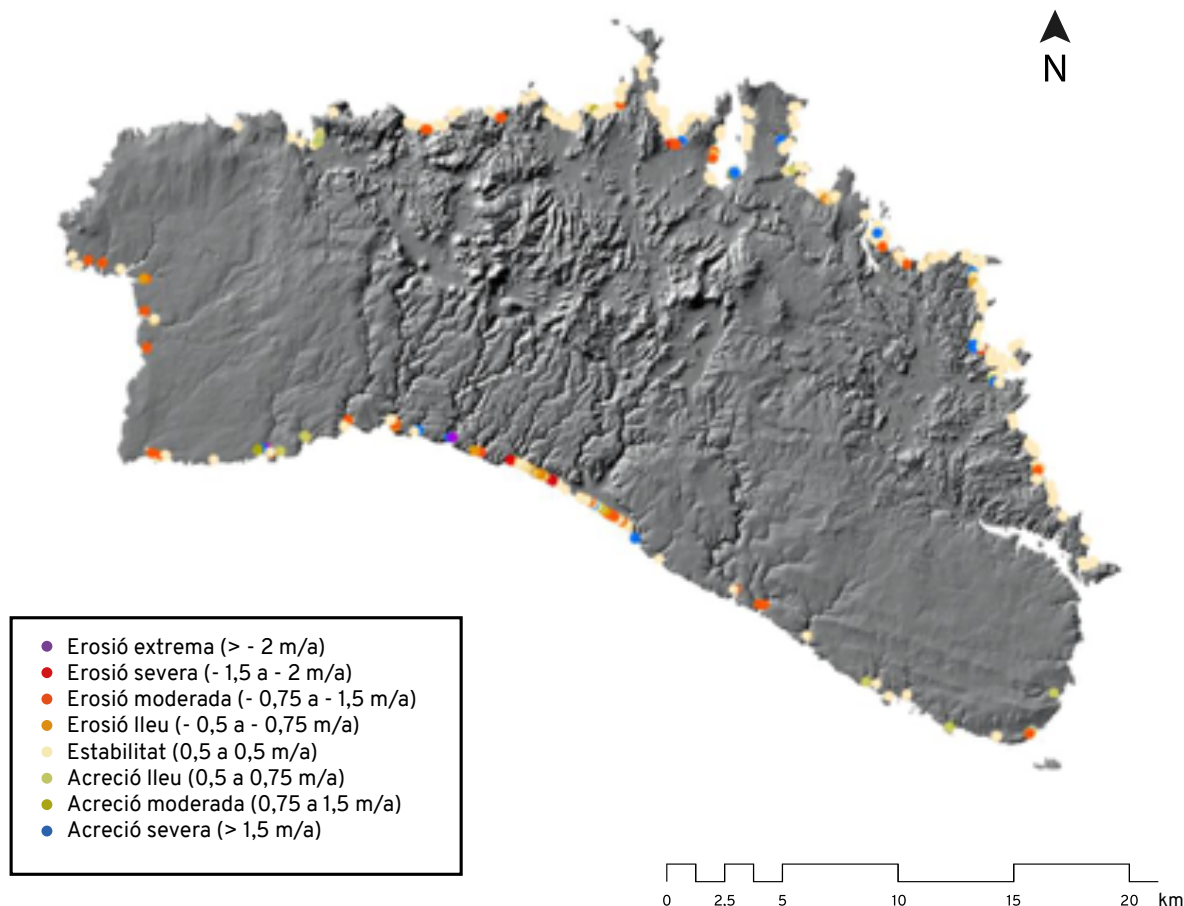 N
Erosió extrema (> - 2 m/a)
Erosió severa (- 1,5 a - 2 m/a)
Erosió moderada (- 0,75 a - 1,5 m/a)
Erosió lleu (- 0,5 a - 0,75 m/a)
Estabilitat (0,5 a 0,5 m/a)
Acreció lleu (0,5 a 0,75 m/a)
Acreció moderada (0,75 a 1,5 m/a)
Acreció severa (> 1,5 m/a)
0 2,5 5 10 15 20 km